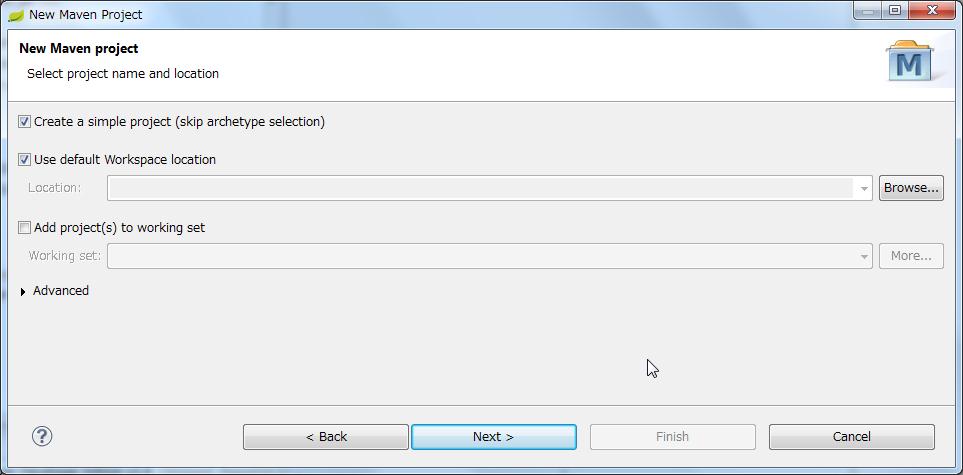 New Maven Project
New Maven project
Select project name and location
M
Create a simple project (skip archetype selection)
Use default Workspace location
Location:
Browse...
Add project(s) to working set
Working set:
More...
Advanced
?
< Back
Next >
Finish
Cancel